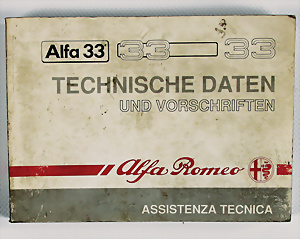 Alfa 33 33 33
TECHNISCHE DATEN
UND VORSCHRIFTEN
Alfa Romeo
ASSISTENZA TECNICA